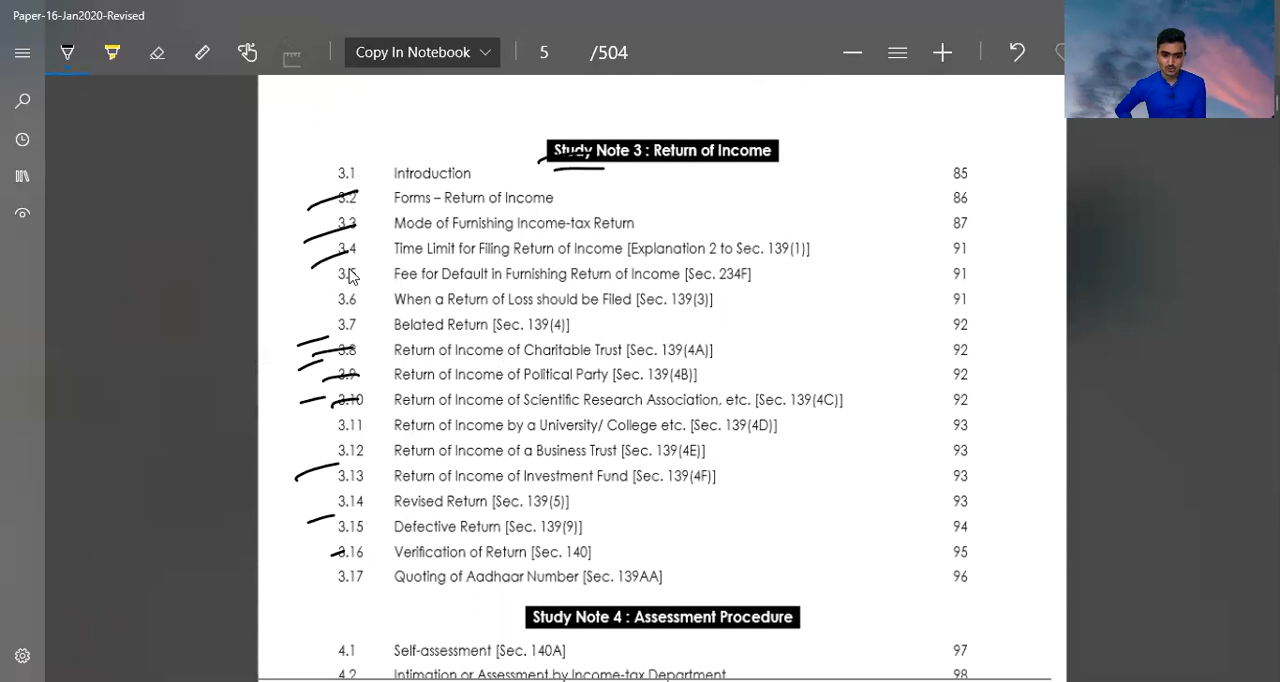 Paper-16-Jan2020-Revised
Copy In Notebook 5 /504
Study Note 3 : Return of Income
3.1 Introduction 85
3.2 Forms – Return of Income 86
3.3 Mode of Furnishing Income-tax Return 87
3.4 Time Limit for Filing Return of Income [Explanation 2 to Sec. 139(1)] 91
3.5 Fee for Default in Furnishing Return of Income [Sec. 234F] 91
3.6 When a Return of Loss should be Filed [Sec. 139(3)] 91
3.7 Belated Return [Sec. 139(4)] 92
3.8 Return of Income of Charitable Trust [Sec. 139(4A)] 92
3.9 Return of Income of Political Party [Sec. 139(4B)] 92
3.10 Return of Income of Scientific Research Association, etc. [Sec. 139(4C)] 92
3.11 Return of Income by a University/ College etc. [Sec. 139(4D)] 93
3.12 Return of Income of a Business Trust [Sec. 139(4E)] 93
3.13 Return of Income of Investment Fund [Sec. 139(4F)] 93
3.14 Revised Return [Sec. 139(5)] 93
3.15 Defective Return [Sec. 139(9)] 94
3.16 Verification of Return [Sec. 140] 95
3.17 Quoting of Aadhaar Number [Sec. 139AA] 96
Study Note 4 : Assessment Procedure
4.1 Self-assessment [Sec. 140A] 97
4.2 Intimation or Assessment by Income-tax Department 98